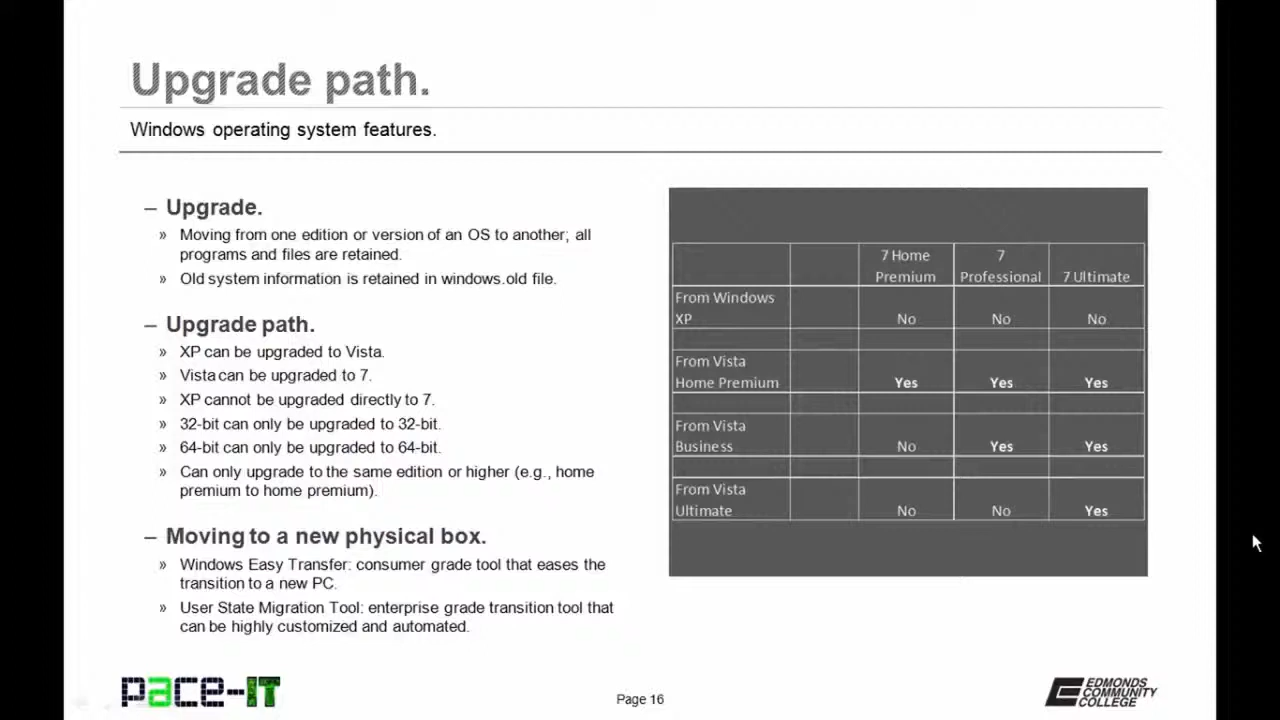 Upgrade path.
Windows operating system features.
– Upgrade.
» Moving from one edition or version of an OS to another; all
programs and files are retained.
» Old system information is retained in windows.old file.
– Upgrade path.
» XP can be upgraded to Vista.
» Vista can be upgraded to 7.
» XP cannot be upgraded directly to 7.
» 32-bit can only be upgraded to 32-bit.
» 64-bit can only be upgraded to 64-bit.
» Can only upgrade to the same edition or higher (e.g., home
premium to home premium).
– Moving to a new physical box.
» Windows Easy Transfer: consumer grade tool that eases the
transition to a new PC.
» User State Migration Tool: enterprise grade transition tool that
can be highly customized and automated.
7 Home 7
Premium Professional 7 Ultimate
From Windows
XP No No No
From Vista
Home Premium Yes Yes Yes
From Vista
Business No Yes Yes
From Vista
Ultimate No No Yes
pace-IT
Page 16
EDMONDS
COMMUNITY
COLLEGE